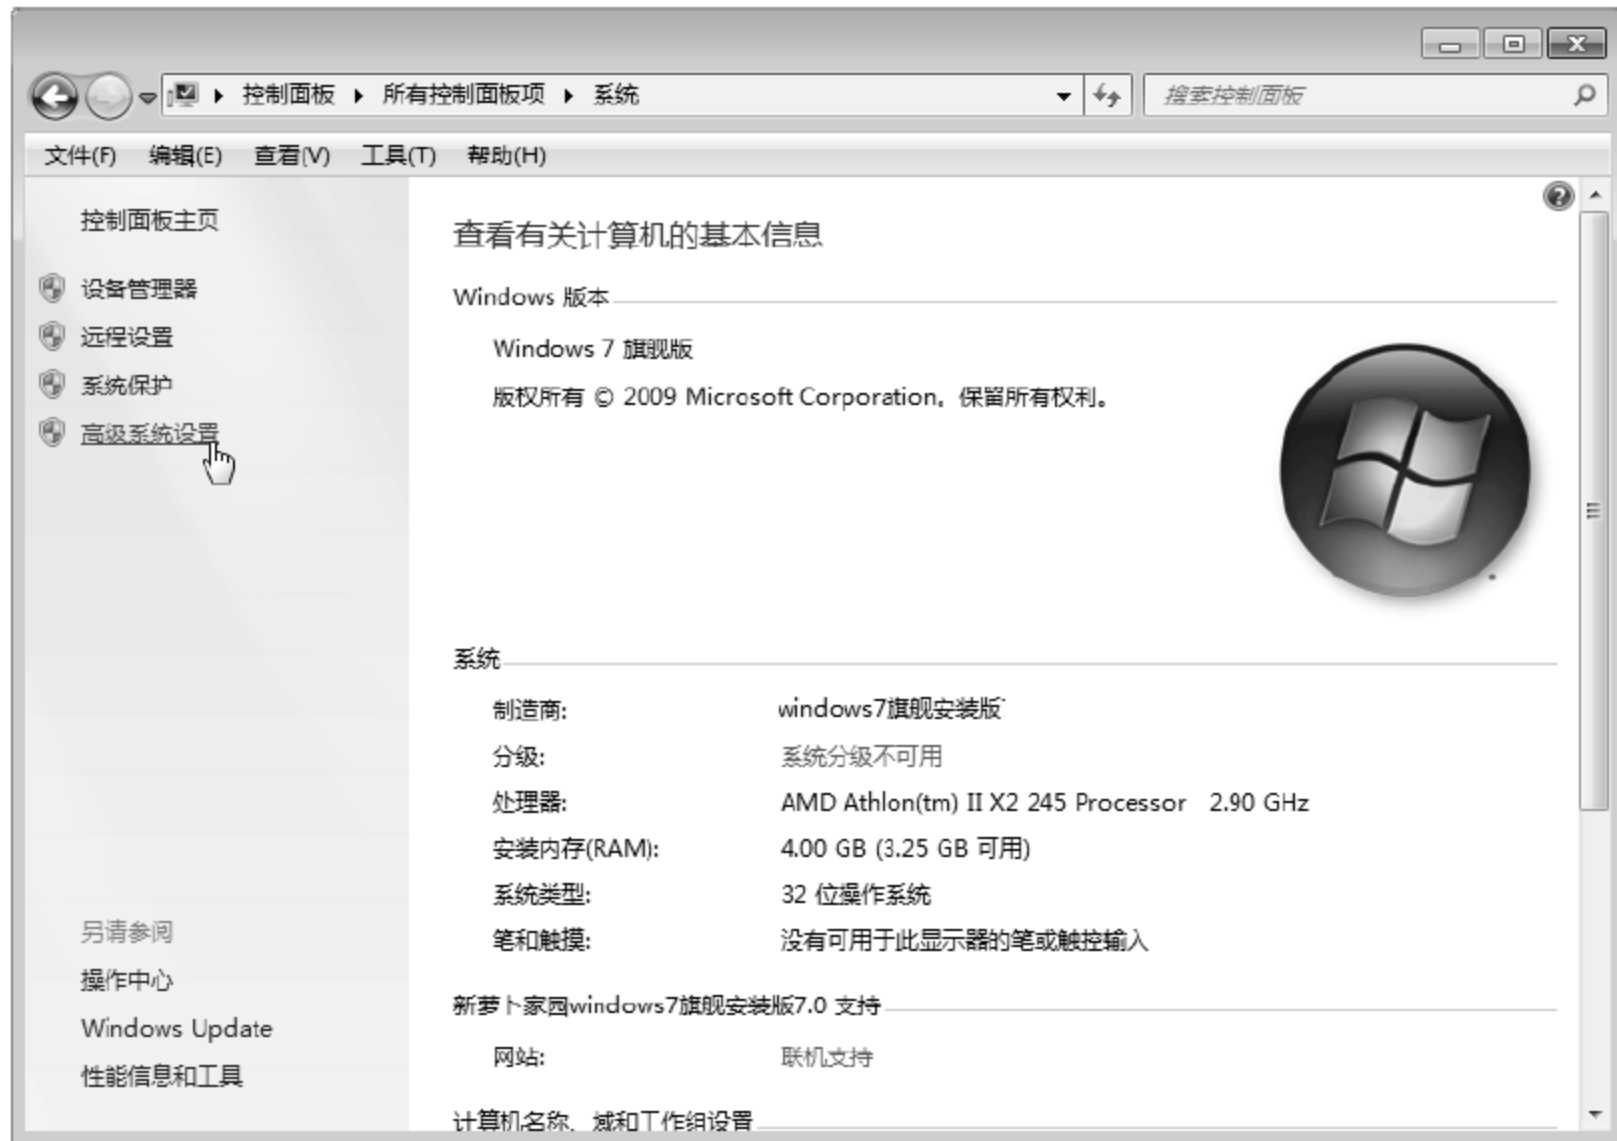 控制面板 ▸ 所有控制面板项 ▸ 系统
搜索控制面板
文件(F) 编辑(E) 查看(V) 工具(T) 帮助(H)
控制面板主页
设备管理器
远程设置
系统保护
高级系统设置
另请参阅
操作中心
Windows Update
性能信息和工具
查看有关计算机的基本信息
Windows 版本
Windows 7 旗舰版
版权所有 © 2009 Microsoft Corporation。保留所有权利。
系统
制造商: windows7旗舰安装版
分级: 系统分级不可用
处理器: AMD Athlon(tm) II X2 245 Processor 2.90 GHz
安装内存(RAM): 4.00 GB (3.25 GB 可用)
系统类型: 32 位操作系统
笔和触摸: 没有可用于此显示器的笔或触控输入
新萝卜家园windows7旗舰安装版7.0 支持
网站: 联机支持
计算机名称、域和工作组设置